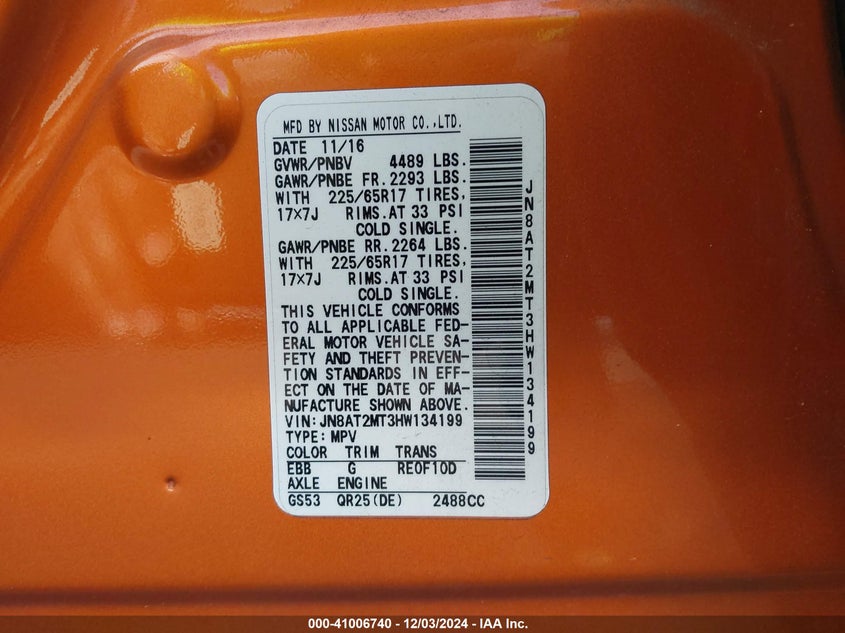 MFD BY NISSAN MOTOR CO.,LTD.
DATE 11/16
GVWR/PNBV 4489 LBS.
GAWR/PNBE FR. 2293 LBS.
WITH 225/65R17 TIRES,
17×7J RIMS.AT 33 PSI
COLD SINGLE.
GAWR/PNBE RR. 2264 LBS.
WITH 225/65R17 TIRES,
17×7J RIMS.AT 33 PSI
COLD SINGLE.
THIS VEHICLE CONFORMS
TO ALL APPLICABLE FED-
ERAL MOTOR VEHICLE SA-
FETY AND THEFT PREVEN-
TION STANDARDS IN EFF-
ECT ON THE DATE OF MA-
NUFACTURE SHOWN ABOVE.
VIN:JN8AT2MT3HW134199
TYPE:MPV
COLOR TRIM TRANS
EBB G RE0F10D
AXLE ENGINE
GS53 QR25(DE) 2488CC
JN8AT2MT3HW134199
000-41006740 - 12/03/2024 - IAA Inc.